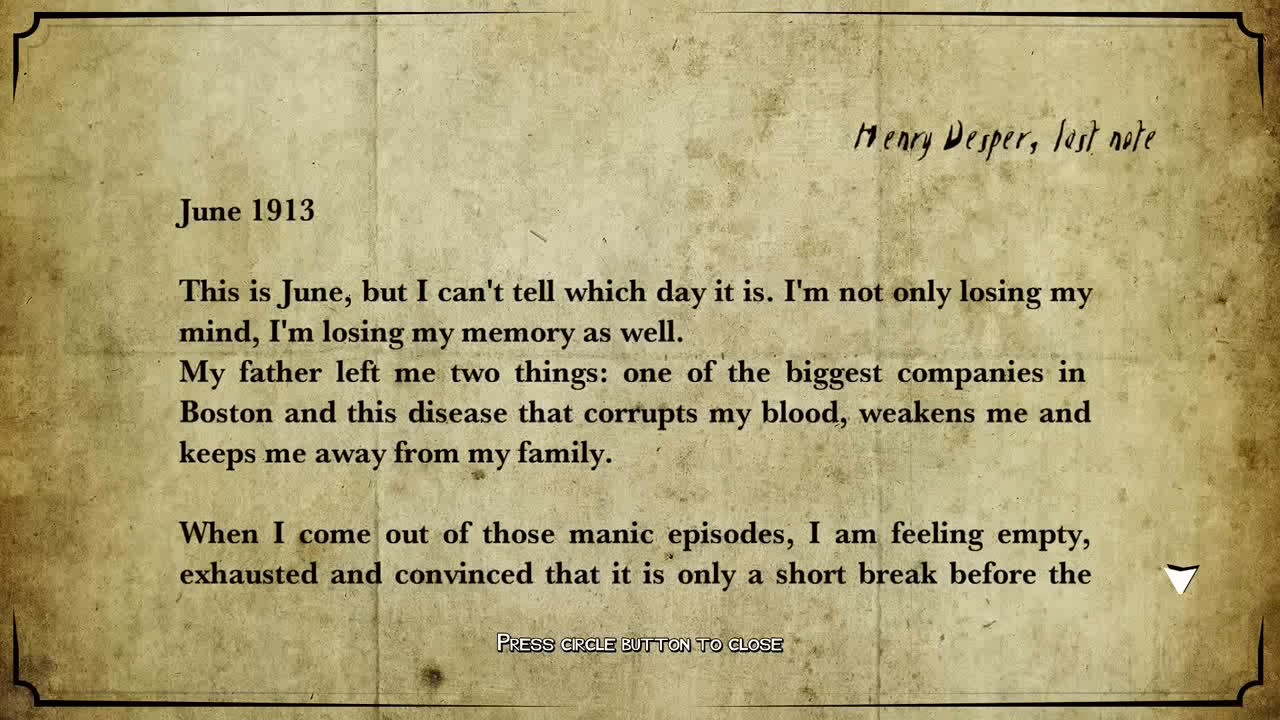 Henry Desper, last note
June 1913
This is June, but I can't tell which day it is. I'm not only losing my
mind, I'm losing my memory as well.
My father left me two things: one of the biggest companies in
Boston and this disease that corrupts my blood, weakens me and
keeps me away from my family.
When I come out of those manic episodes, I am feeling empty,
exhausted and convinced that it is only a short break before the
Press circle button to close